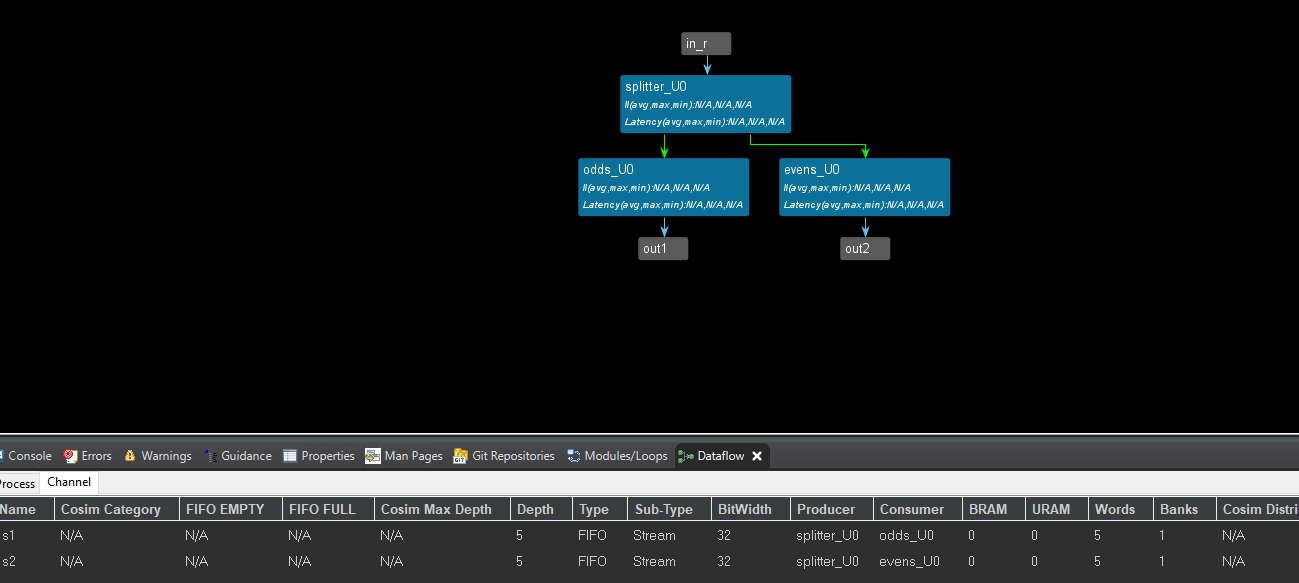 in_r
splitter_U0
II(avg,max,min):N/A,N/A,N/A
Latency(avg,max,min):N/A,N/A,N/A
odds_U0 evens_U0
II(avg,max,min):N/A,N/A,N/A II(avg,max,min):N/A,N/A,N/A
Latency(avg,max,min):N/A,N/A,N/A Latency(avg,max,min):N/A,N/A,N/A
out1 out2
Console Errors Warnings Guidance Properties Man Pages GIT Git Repositories Modules/Loops Dataflow
Process Channel
Name Cosim Category FIFO EMPTY FIFO FULL Cosim Max Depth Depth Type Sub-Type BitWidth Producer Consumer BRAM URAM Words Banks Cosim Distri
s1 N/A N/A N/A N/A 5 FIFO Stream 32 splitter_U0 odds_U0 0 0 5 1 N/A
s2 N/A N/A N/A N/A 5 FIFO Stream 32 splitter_U0 evens_U0 0 0 5 1 N/A